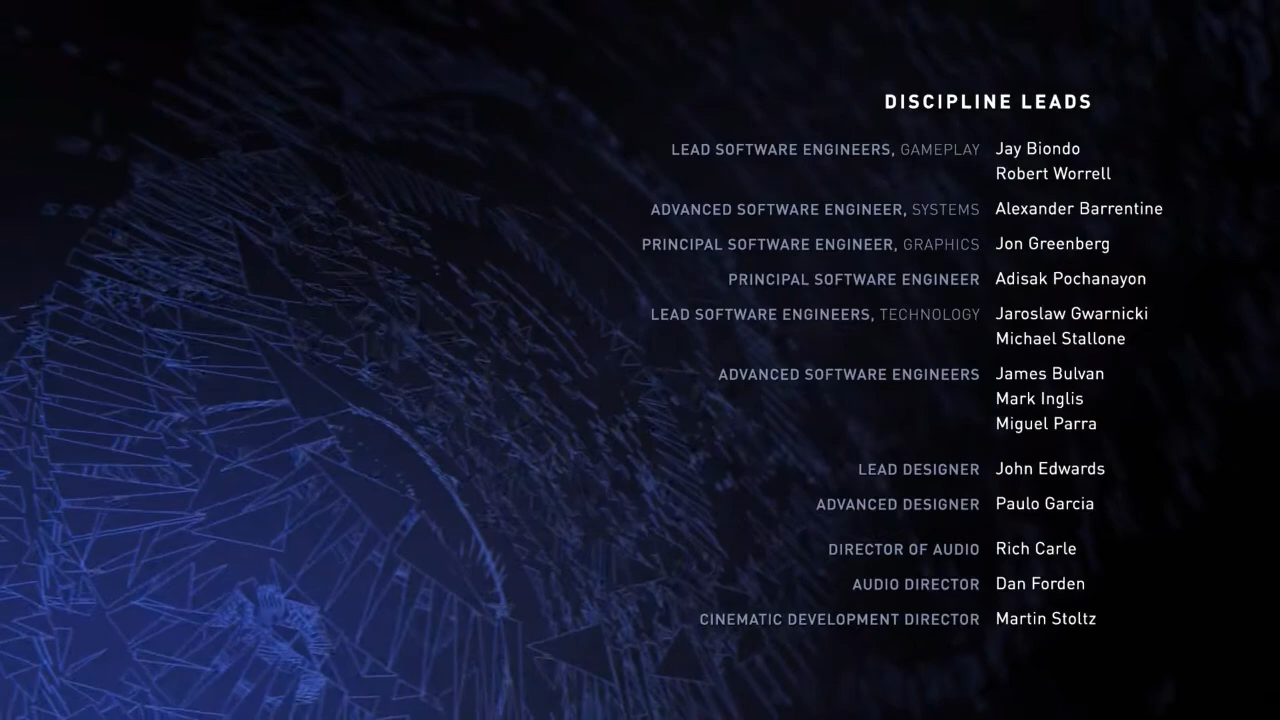 DISCIPLINE LEADS
LEAD SOFTWARE ENGINEERS, GAMEPLAY Jay Biondo
Robert Worrell
ADVANCED SOFTWARE ENGINEER, SYSTEMS Alexander Barrentine
PRINCIPAL SOFTWARE ENGINEER, GRAPHICS Jon Greenberg
PRINCIPAL SOFTWARE ENGINEER Adisak Pochanayon
LEAD SOFTWARE ENGINEERS, TECHNOLOGY Jaroslaw Gwarnicki
Michael Stallone
ADVANCED SOFTWARE ENGINEERS James Bulvan
Mark Inglis
Miguel Parra
LEAD DESIGNER John Edwards
ADVANCED DESIGNER Paulo Garcia
DIRECTOR OF AUDIO Rich Carle
AUDIO DIRECTOR Dan Forden
CINEMATIC DEVELOPMENT DIRECTOR Martin Stoltz